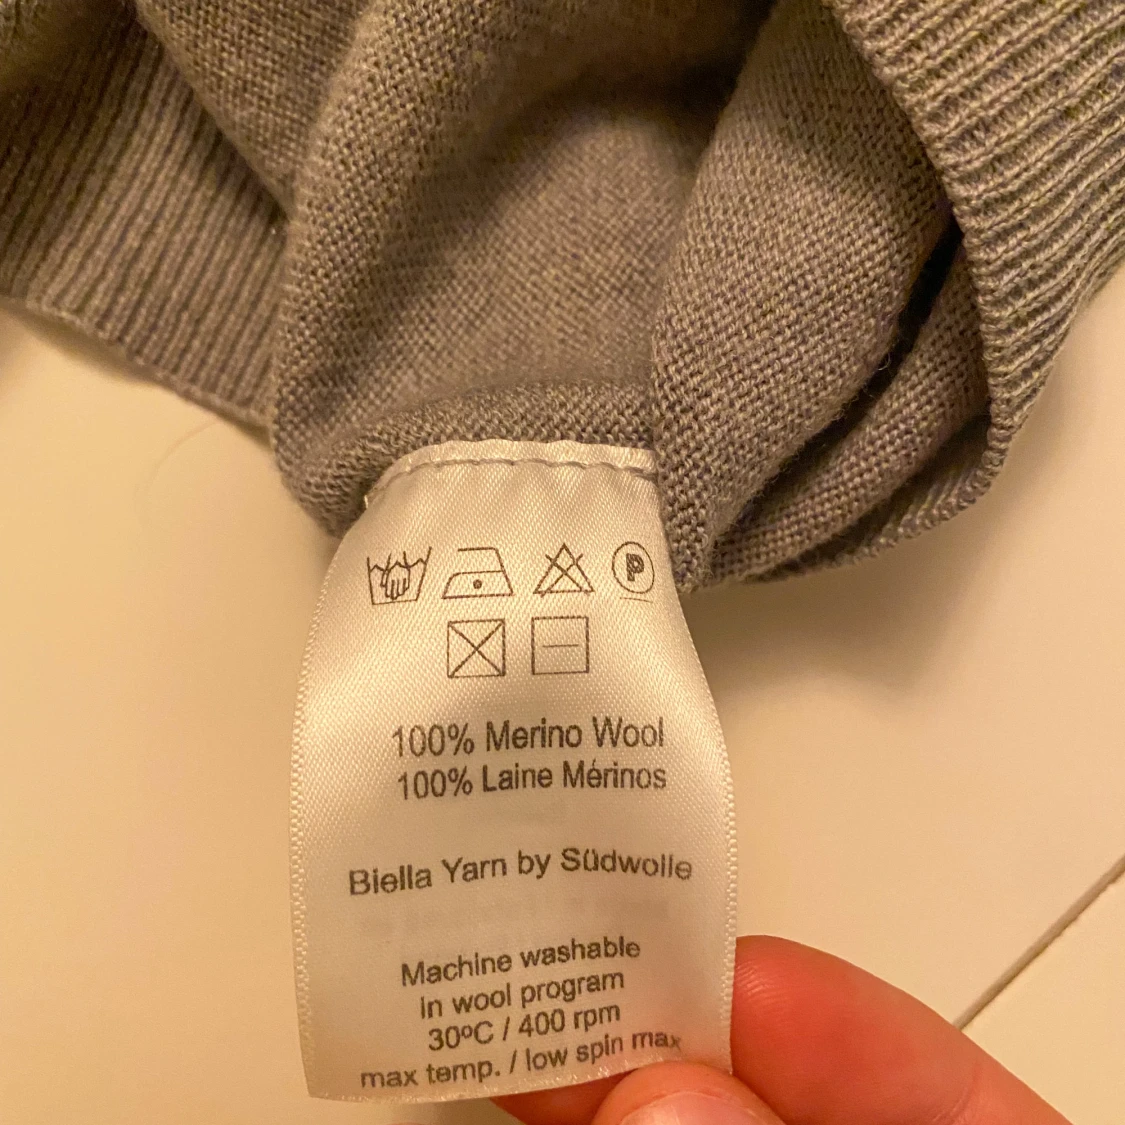 P
100% Merino Wool
100% Laine Mérinos
Biella Yarn by Südwolle
Machine washable
in wool program
30ºC / 400 rpm
max temp. / low spin max